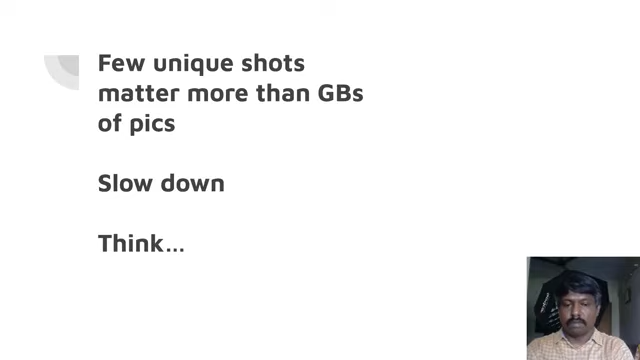 Few unique shots
matter more than GBs
of pics
Slow down
Think...